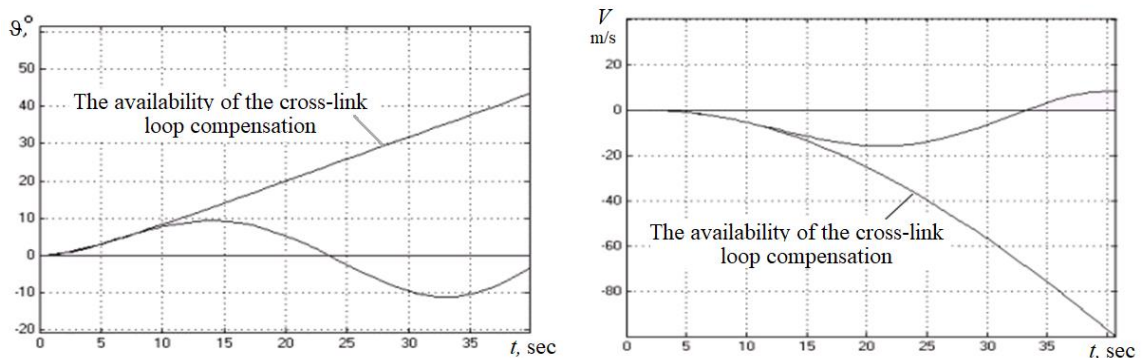 ϑ,°
60
50
40
30
20
10
0
-10
-20
The availability of the cross-link
loop compensation
0 5 10 15 20 25 30 35
t, sec
V
m/s
20
0
-20
-40
-60
-80
The availability of the cross-link
loop compensation
0 5 10 15 20 25 30 35
t. sec